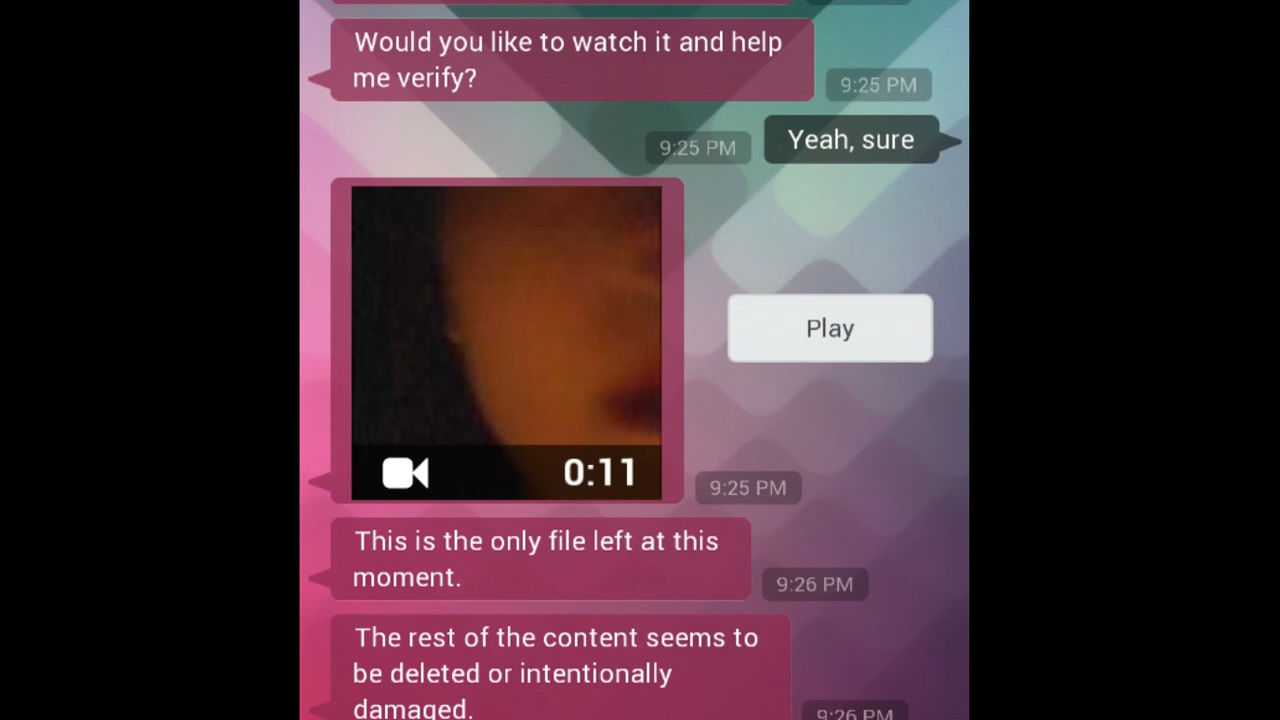 Would you like to watch it and help
me verify?
9:25 PM
Yeah, sure
9:25 PM
Play
0:11
9:25 PM
This is the only file left at this
moment.
9:26 PM
The rest of the content seems to
be deleted or intentionally
damaged.
9:26 PM